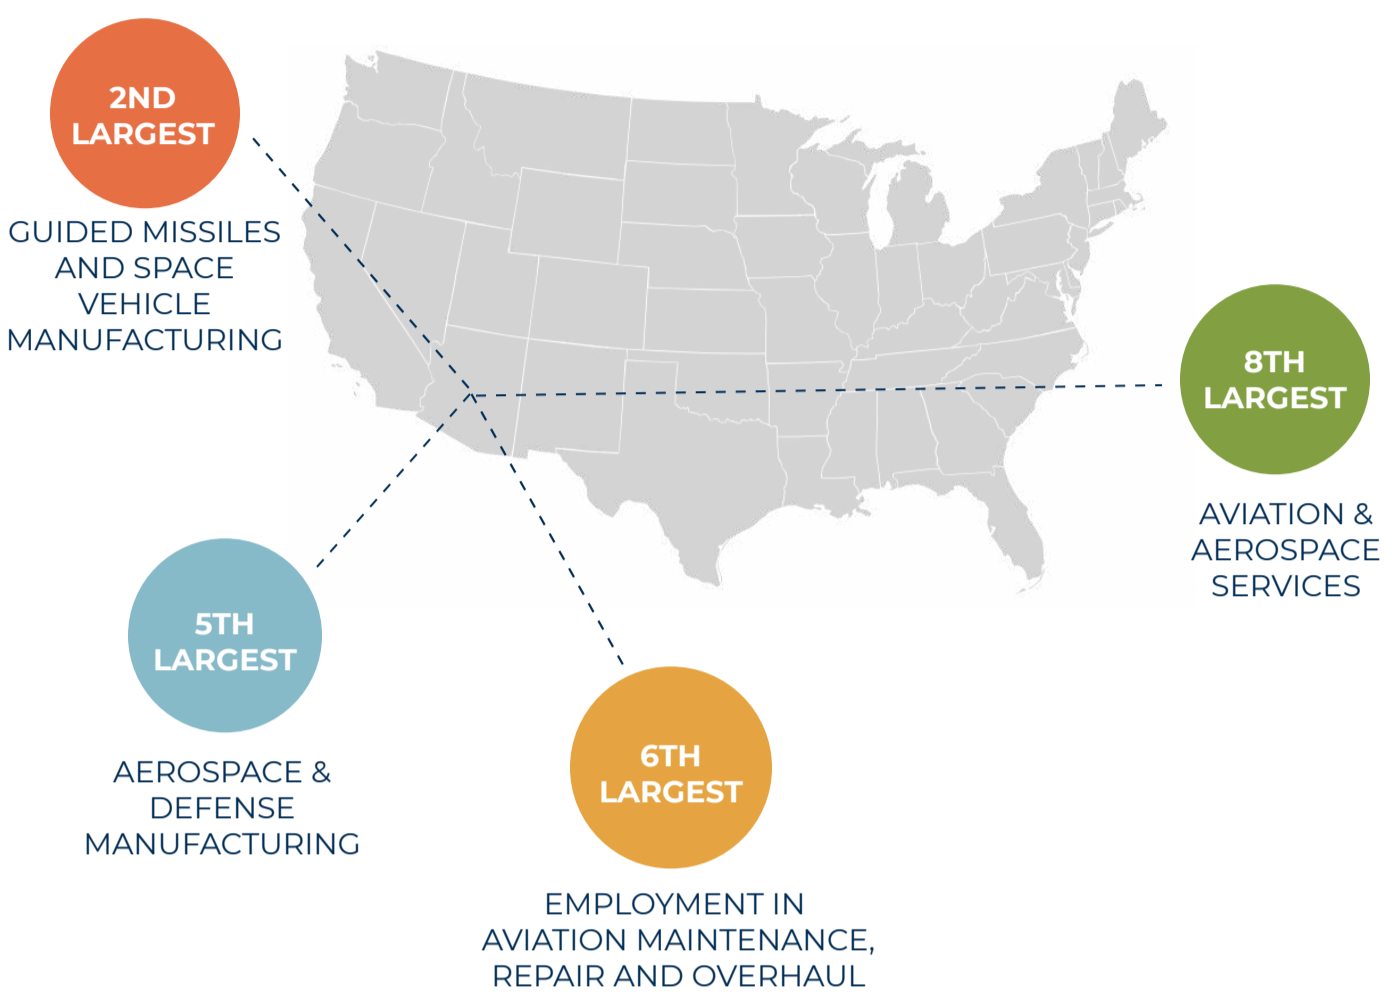 2ND
LARGEST
GUIDED MISSILES
AND SPACE
VEHICLE
MANUFACTURING
8TH
LARGEST
AVIATION &
AEROSPACE
SERVICES
5TH
LARGEST
AEROSPACE &
DEFENSE
MANUFACTURING
6TH
LARGEST
EMPLOYMENT IN
AVIATION MAINTENANCE,
REPAIR AND OVERHAUL